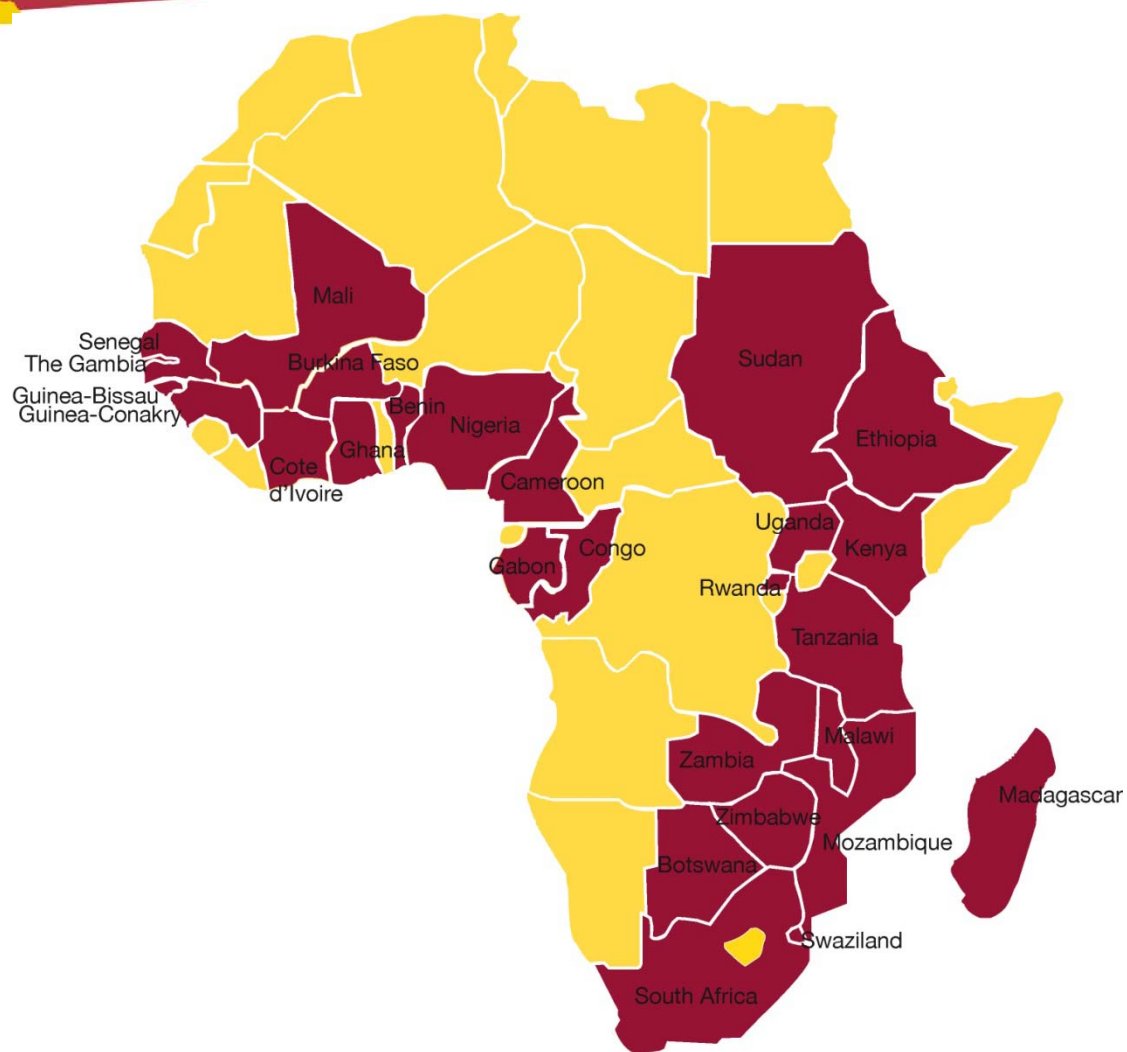 Mali
Senegal
The Gambia
Burkina Faso
Sudan
Guinea-Bissau
Guinea-Conakry
Benin
Nigeria
Ghana
Ethiopia
Cote
d'Ivoire
Cameroon
Uganda
Congo
Kenya
Gabon
Rwanda
Tanzania
Malawi
Zambia
Madagascar
Zimbabwe
Mozambique
Botswana
Swaziland
South Africa